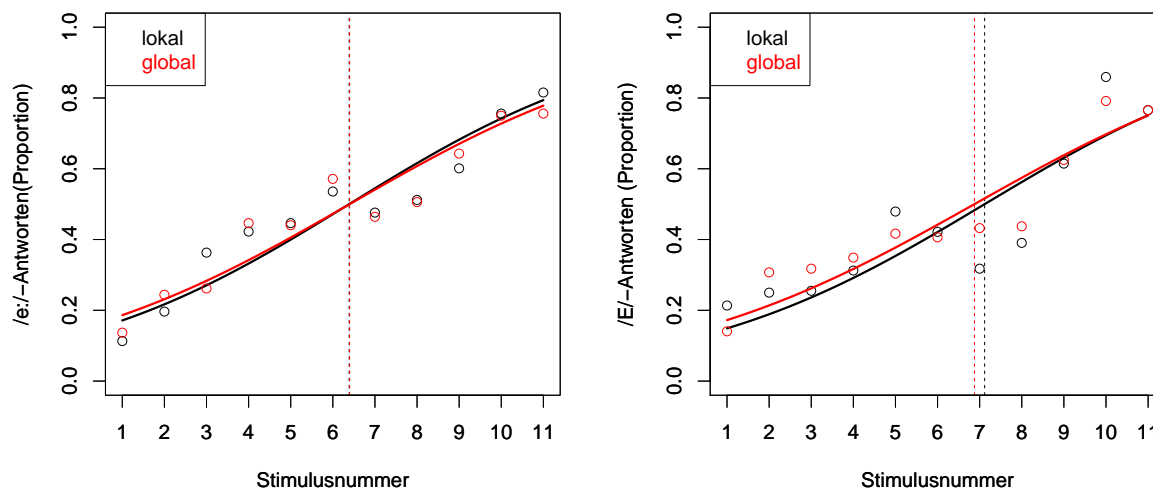 /e:/−Antworten(Proportion)
1.0
0.8
0.6
0.4
0.2
0.0
lokal
global
1 2 3 4 5 6 7 8 9 10 11
Stimulusnummer
/E/−Antworten (Proportion)
1.0
0.8
0.6
0.4
0.2
0.0
lokal
global
1 2 3 4 5 6 7 8 9 10 11
Stimulusnummer